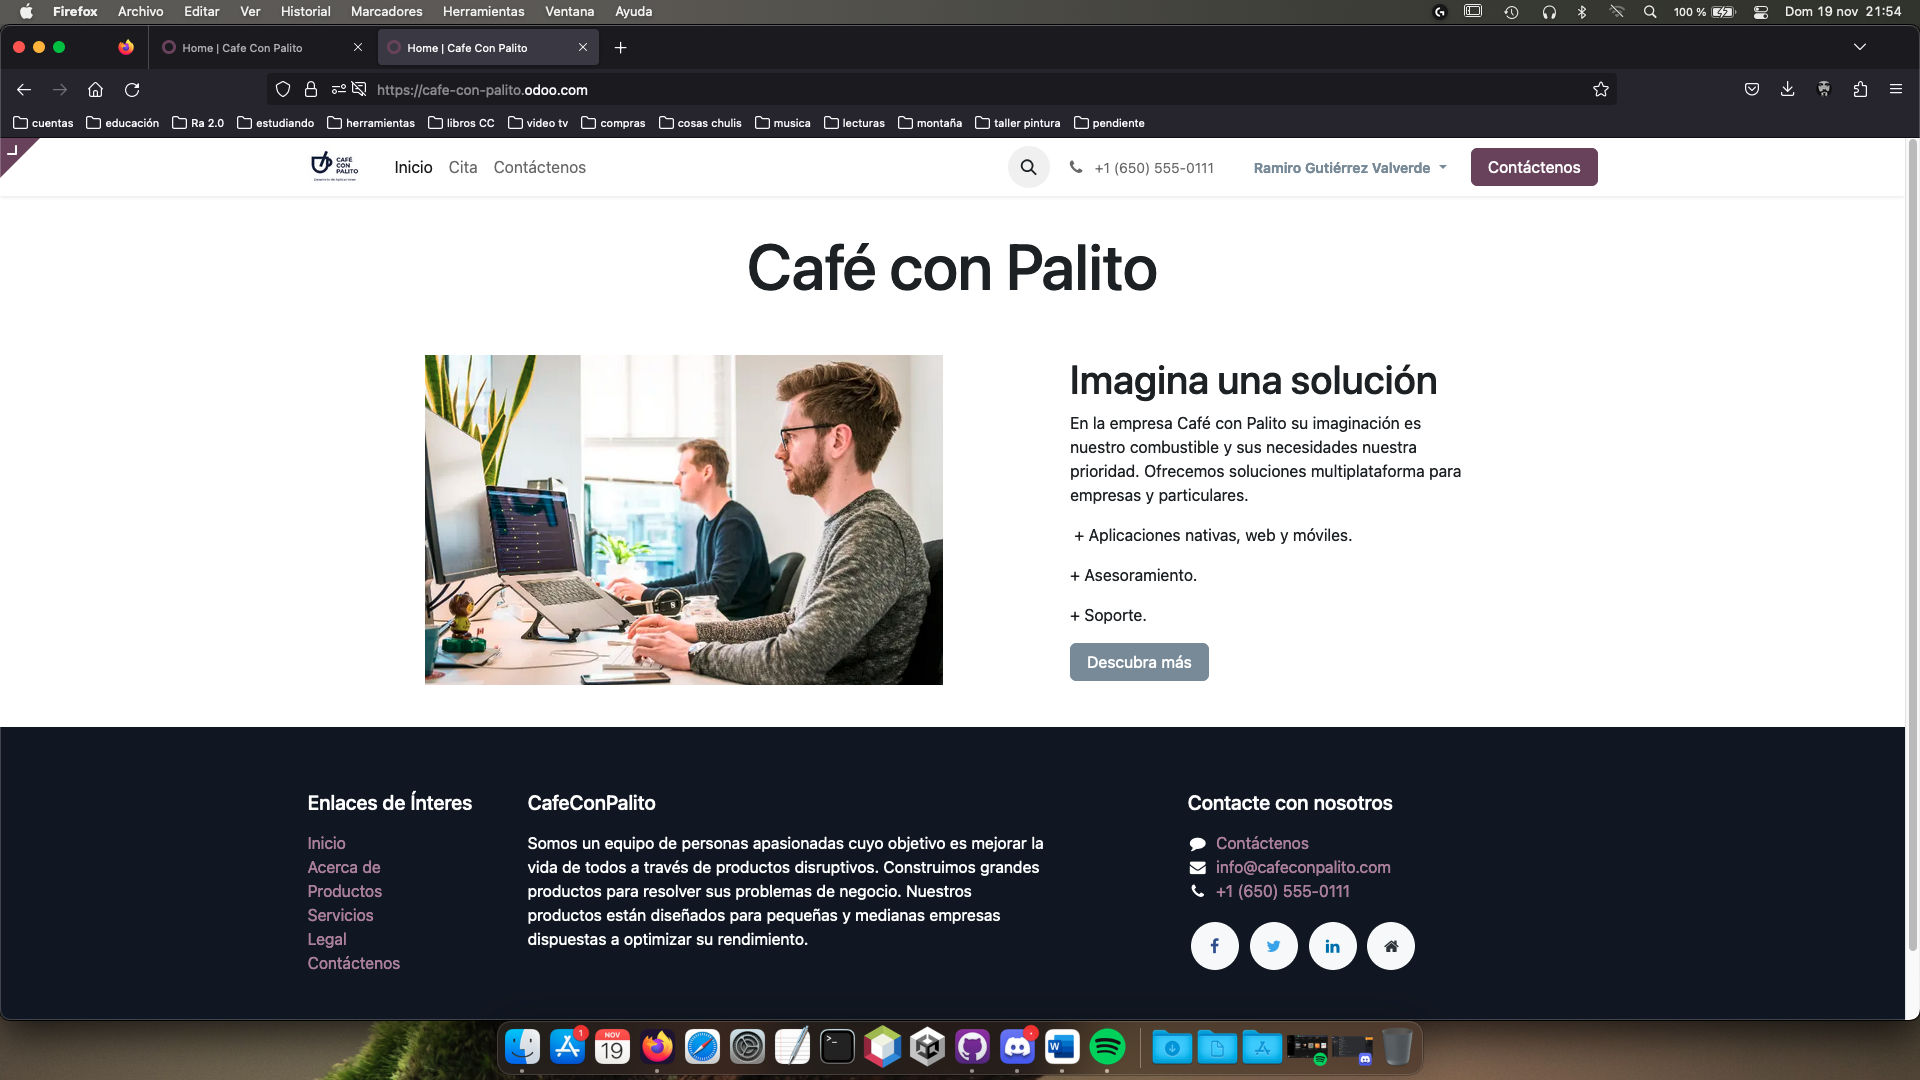 Firefox Archivo Editar Ver Historial Marcadores Herramientas Ventana Ayuda 100 % Dom 19 nov 21:54
Home | Cafe Con Palito Home | Cafe Con Palito
https://cafe-con-palito.odoo.com
cuentas educación Ra 2.0 estudiando herramientas libros CC video tv compras cosas chulis musica lecturas montaña taller pintura pendiente
CAFÉ
CON
PALITO
Inicio Cita Contáctenos +1 (650) 555-0111 Ramiro Gutiérrez Valverde Contáctenos
Café con Palito
Imagina una solución
En la empresa Café con Palito su imaginación es
nuestro combustible y sus necesidades nuestra
prioridad. Ofrecemos soluciones multiplataforma para
empresas y particulares.
+ Aplicaciones nativas, web y móviles.
+ Asesoramiento.
+ Soporte.
Descubra más
Enlaces de Ínteres
Inicio
Acerca de
Productos
Servicios
Legal
Contáctenos
CafeConPalito
Somos un equipo de personas apasionadas cuyo objetivo es mejorar la
vida de todos a través de productos disruptivos. Construimos grandes
productos para resolver sus problemas de negocio. Nuestros
productos están diseñados para pequeñas y medianas empresas
dispuestas a optimizar su rendimiento.
Contacte con nosotros
Contáctenos
info@cafeconpalito.com
+1 (650) 555-0111
1
NOV
19
W